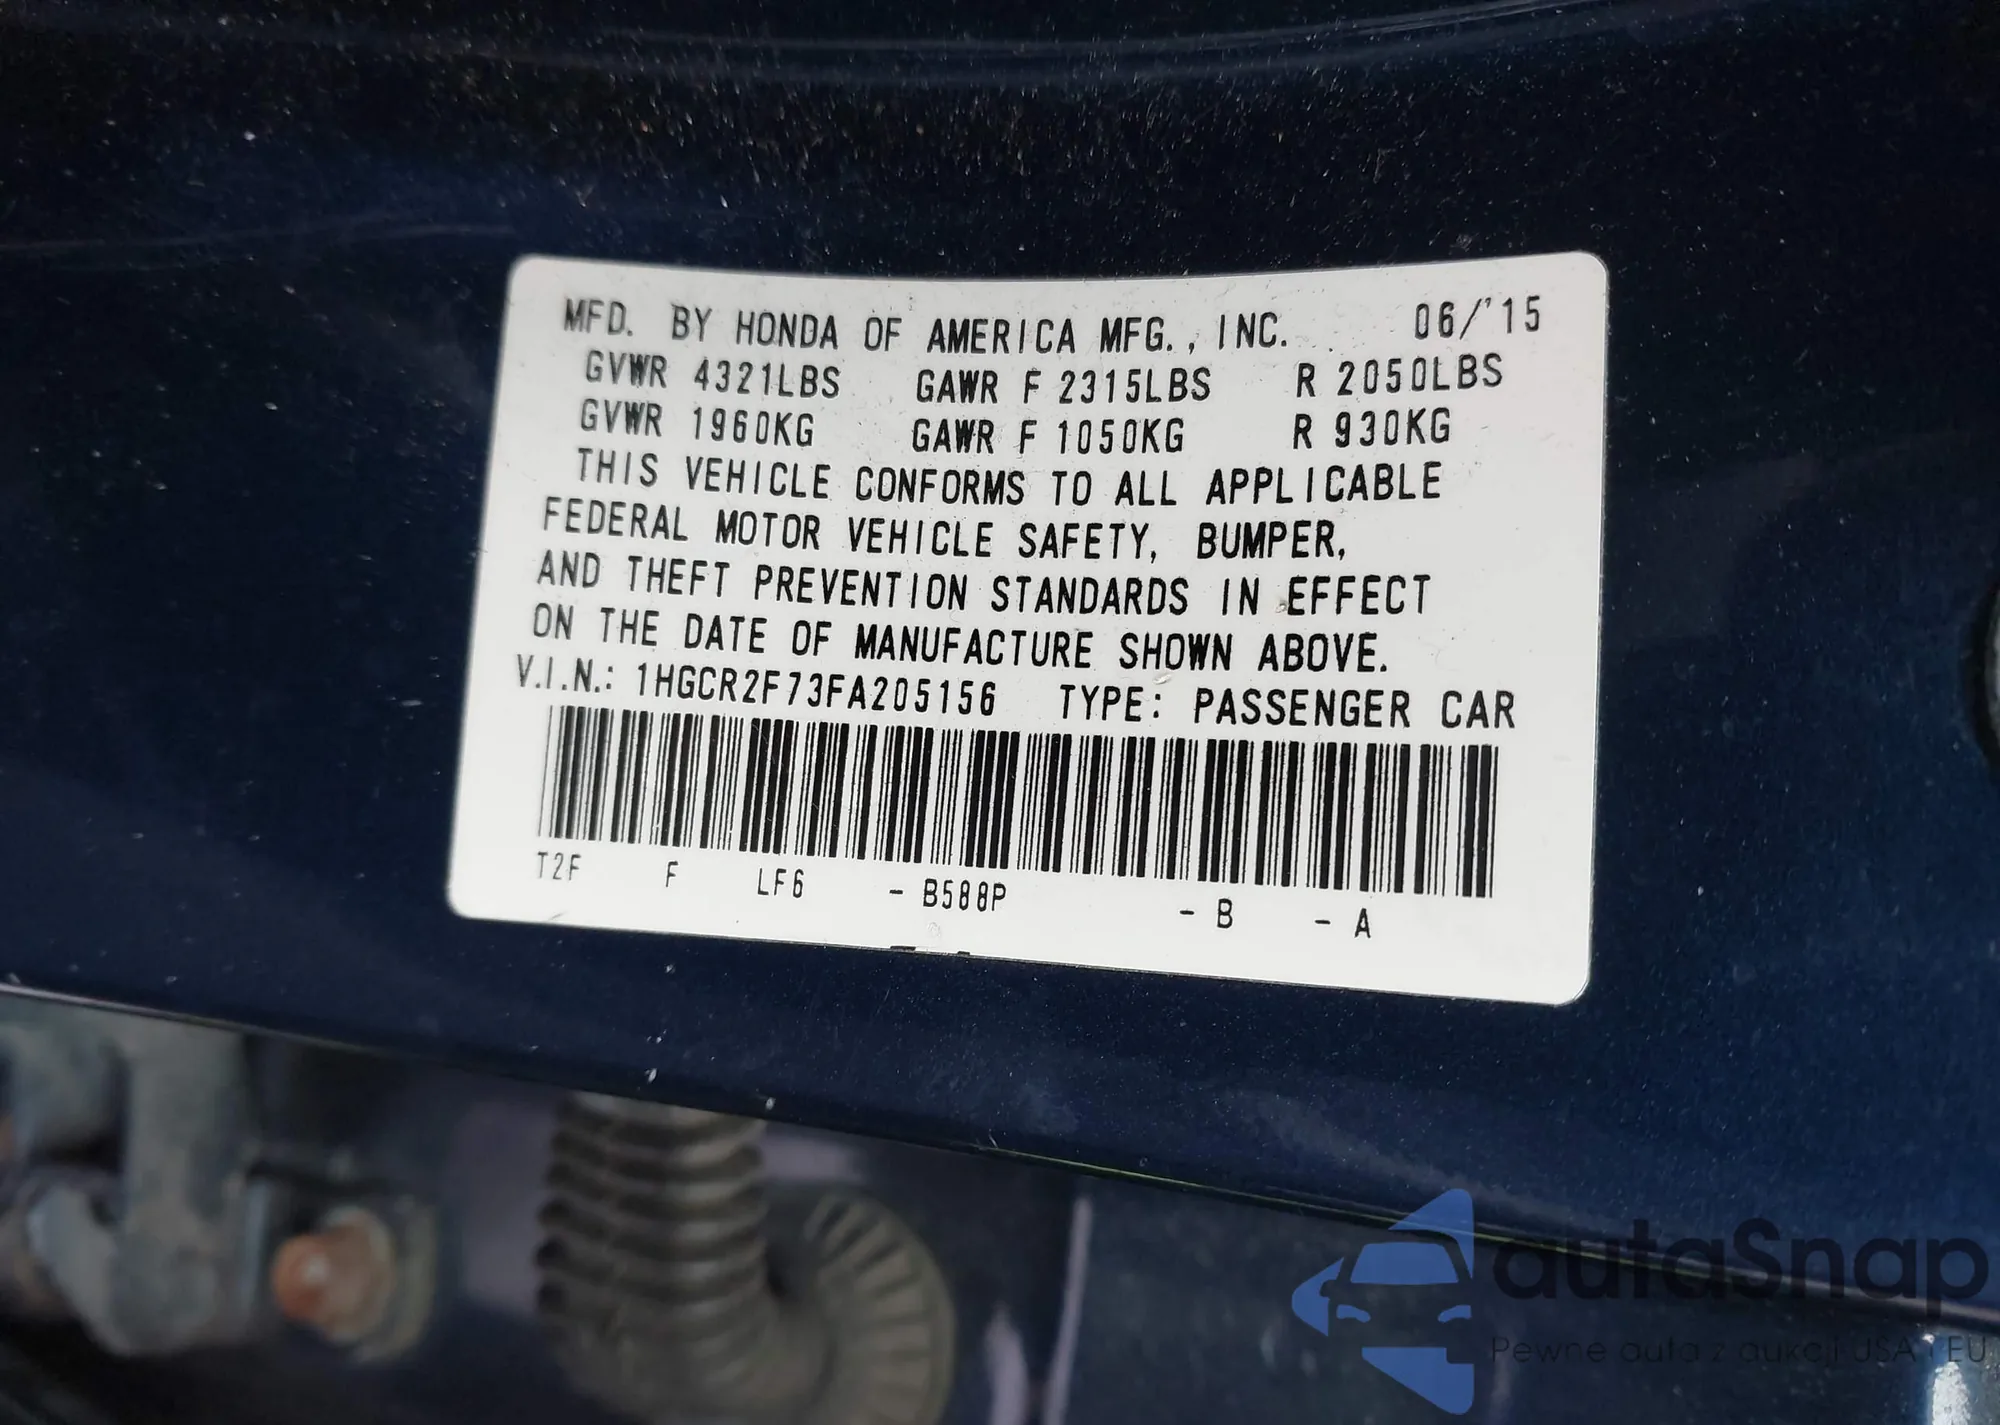 MFD. BY HONDA OF AMERICA MFG., INC. 06/'15
GVWR 4321LBS GAWR F 2315LBS R 2050LBS
GVWR 1960KG GAWR F 1050KG R 930KG
THIS VEHICLE CONFORMS TO ALL APPLICABLE
FEDERAL MOTOR VEHICLE SAFETY, BUMPER,
AND THEFT PREVENTION STANDARDS IN EFFECT
ON THE DATE OF MANUFACTURE SHOWN ABOVE.
V.I.N.: 1HGCR2F73FA205156 TYPE: PASSENGER CAR
T2F F LF6 - B588P - B - A
autaSnap
Pewne auta z aukcji USA i EU